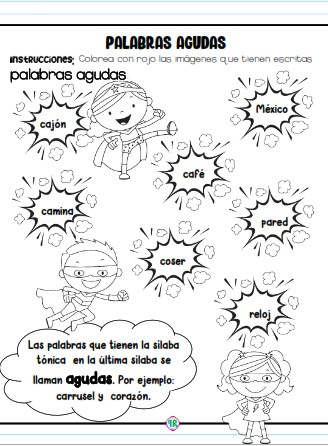 PALABRAS AGUDAS
Instrucciones: Colorea con rojo las imágenes que tienen escritas
palabras agudas
cajón
México
café
camina
pared
coser
reloj
Las palabras que tienen la sílaba
tónica en la última sílaba se
llaman agudas. Por ejemplo:
carrusel y corazón.